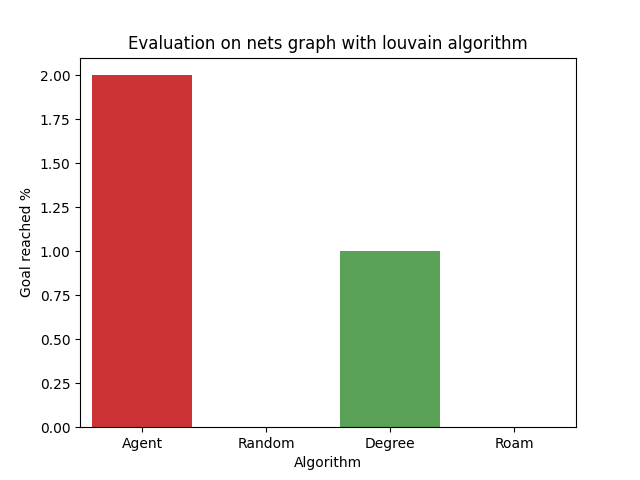 Evaluation on nets graph with louvain algorithm
Goal reached %
2.00
1.75
1.50
1.25
1.00
0.75
0.50
0.25
0.00
Agent Random Degree Roam
Algorithm